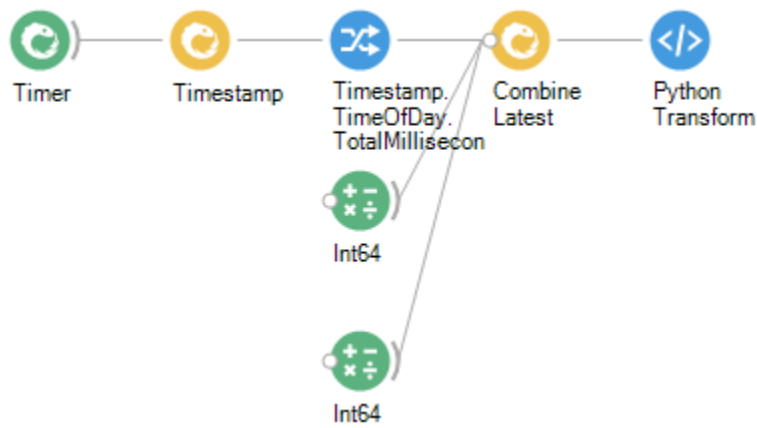 Timer
Timestamp
Timestamp.
TimeOfDay.
TotalMillisecon
Combine
Latest
Python
Transform
Int64
Int64